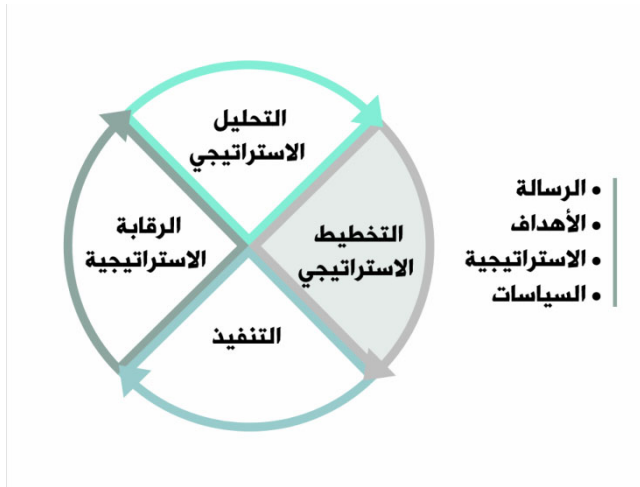 التحليل
الاستراتيجي
التخطيط
الاستراتيجي
التنفيذ
الرقابة
الاستراتيجية
• الرسالة
• الأهداف
• الاستراتيجية
• السياسات